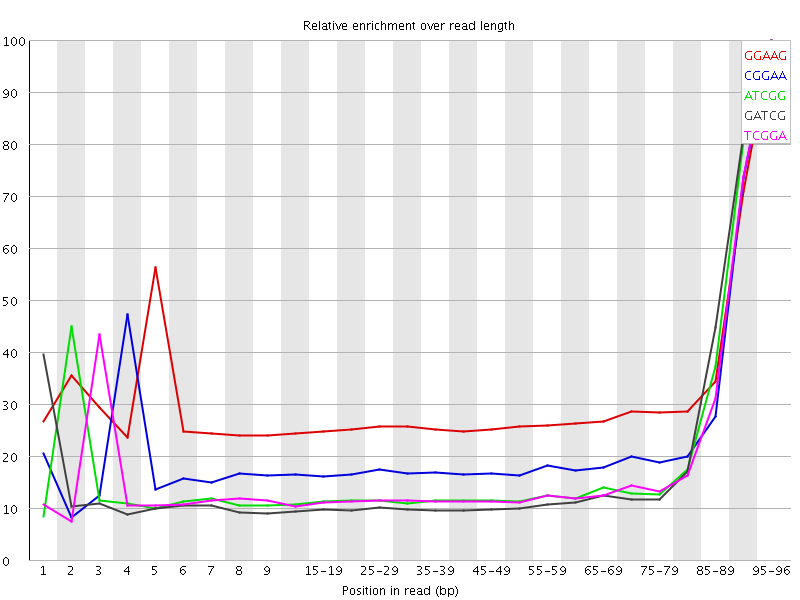 Relative enrichment over read length
100
90
80
70
60
50
40
30
20
10
0
GGAAG
CGGAA
ATCGG
GATCG
TCGGA
1 2 3 4 5 6 7 8 9 15-19 25-29 35-39 45-49 55-59 65-69 75-79 85-89 95-96
Position in read (bp)